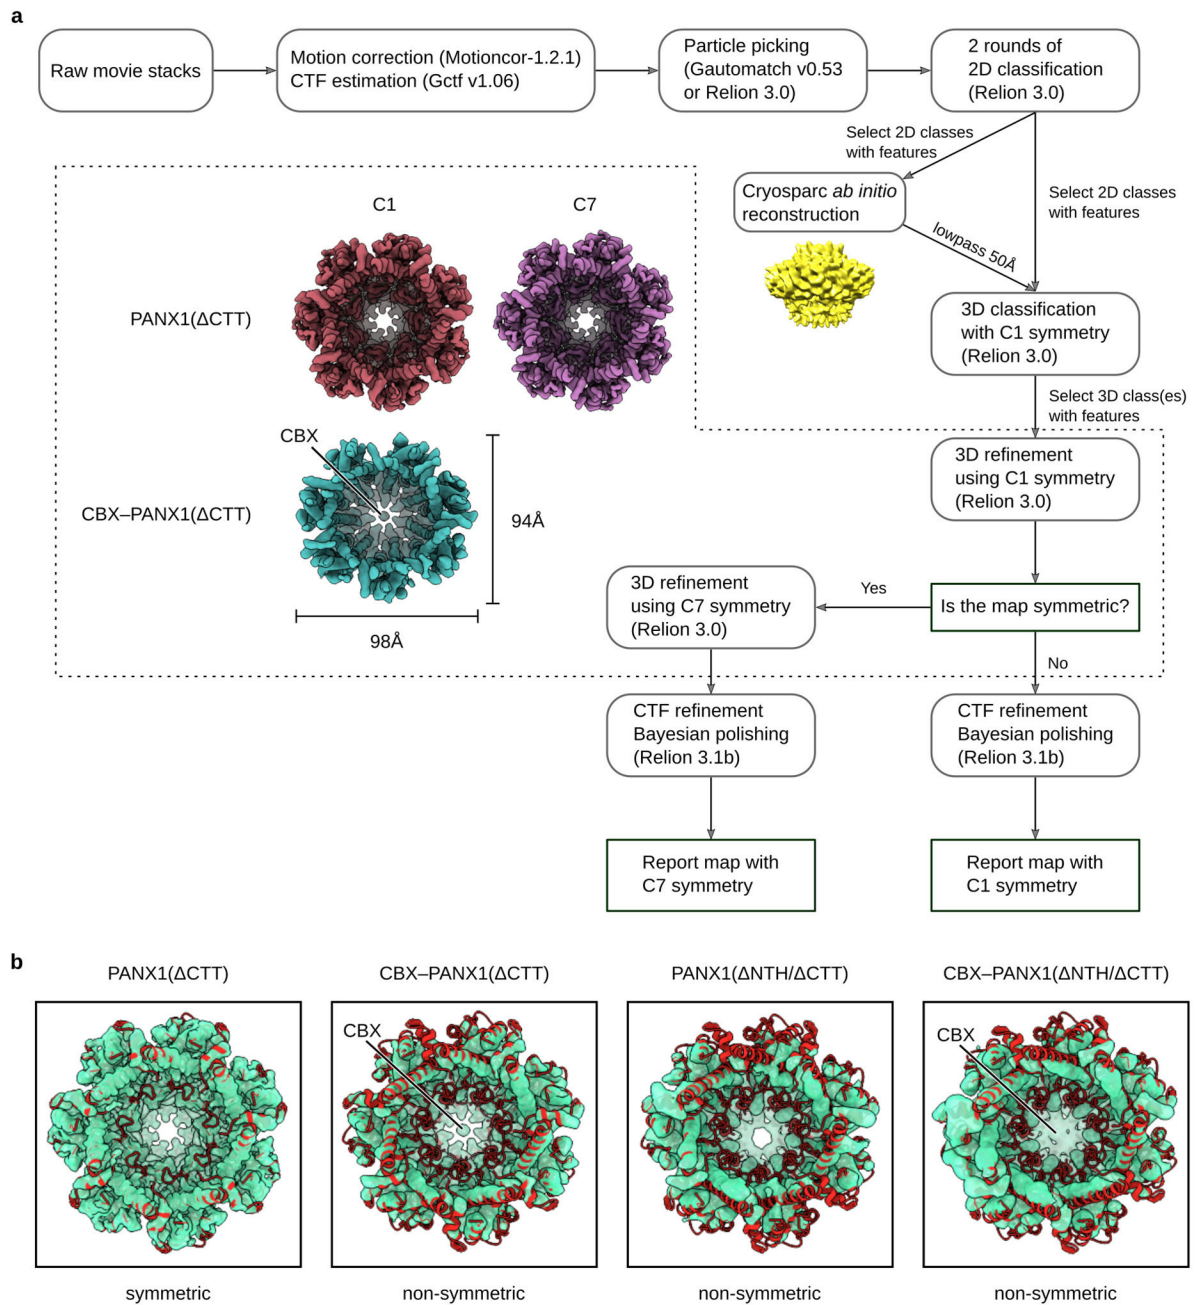 a
Raw movie stacks
Motion correction (Motioncor-1.2.1)
CTF estimation (Gctf v1.06)
Particle picking
(Gautomatch v0.53
or Relion 3.0)
2 rounds of
2D classification
(Relion 3.0)
Select 2D classes
with features
Select 2D classes
with features
Cryosparc ab initio
reconstruction
lowpass 50Å
3D classification
with C1 symmetry
(Relion 3.0)
Select 3D class(es)
with features
C1
C7
PANX1(ΔCTT)
CBX
CBX–PANX1(ΔCTT)
94Å
98Å
3D refinement
using C1 symmetry
(Relion 3.0)
Is the map symmetric?
Yes
No
3D refinement
using C7 symmetry
(Relion 3.0)
CTF refinement
Bayesian polishing
(Relion 3.1b)
CTF refinement
Bayesian polishing
(Relion 3.1b)
Report map with
C7 symmetry
Report map with
C1 symmetry
b
PANX1(ΔCTT)
CBX–PANX1(ΔCTT)
PANX1(ΔNTH/ΔCTT)
CBX–PANX1(ΔNTH/ΔCTT)
CBX
CBX
symmetric
non-symmetric
non-symmetric
non-symmetric